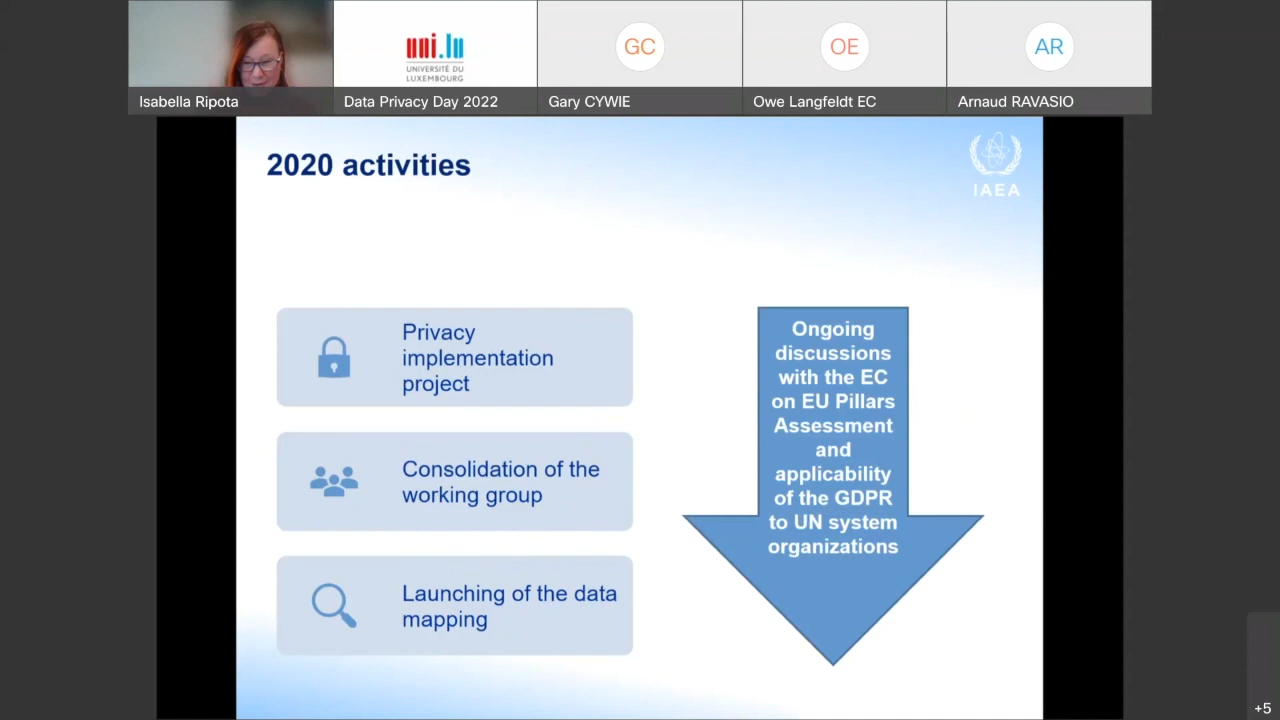 uni.lu
UNIVERSITÉ DU
LUXEMBOURG
GC
OE
AR
Isabella Ripota
Data Privacy Day 2022
Gary CYWIE
Owe Langfeldt EC
Arnaud RAVASIO
2020 activities
IAEA
Privacy
implementation
project
Consolidation of the
working group
Launching of the data
mapping
Ongoing
discussions
with the EC
on EU Pillars
Assessment
and
applicability
of the GDPR
to UN system
organizations
+5